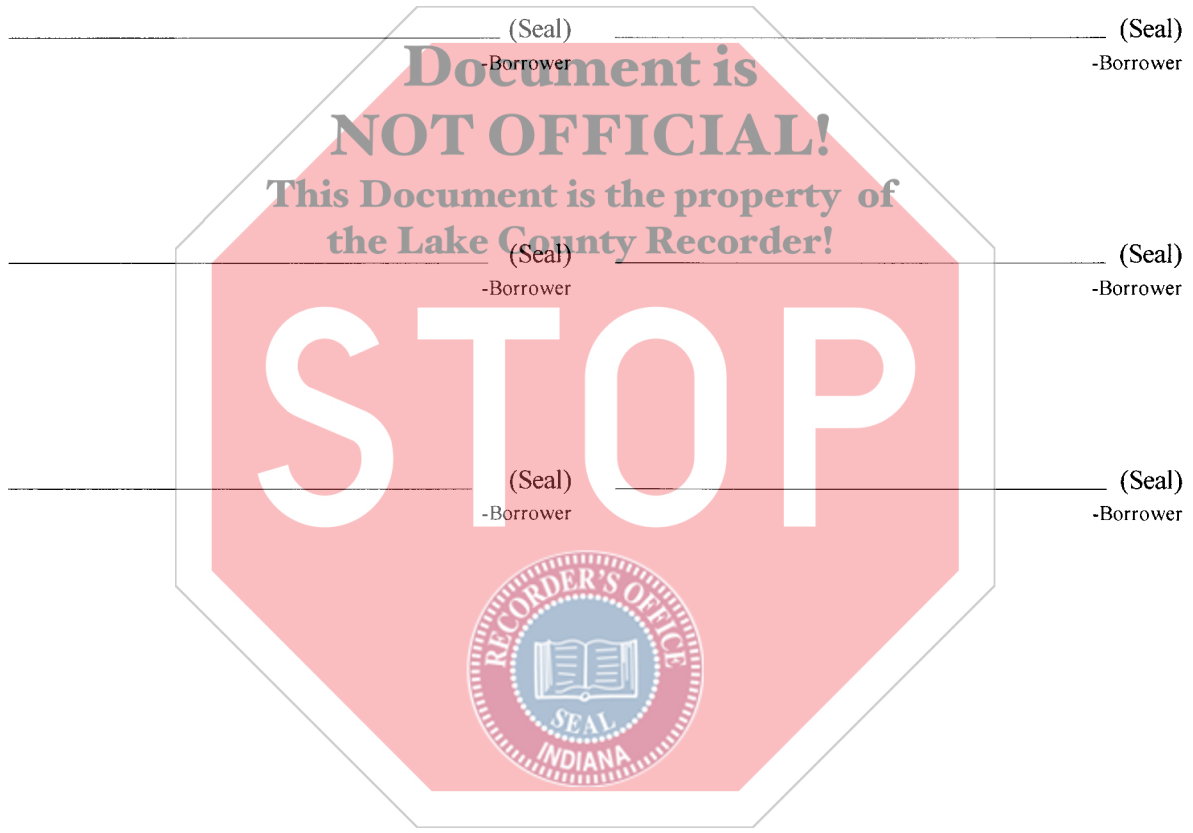 (Seal) (Seal)
-Borrower -Borrower
Document is
NOT OFFICIAL!
This Document is the property of
the Lake County Recorder!
(Seal) (Seal)
-Borrower -Borrower
STOP
(Seal) (Seal)
-Borrower -Borrower
RECORDER'S OFFICE
SEAL
INDIANA